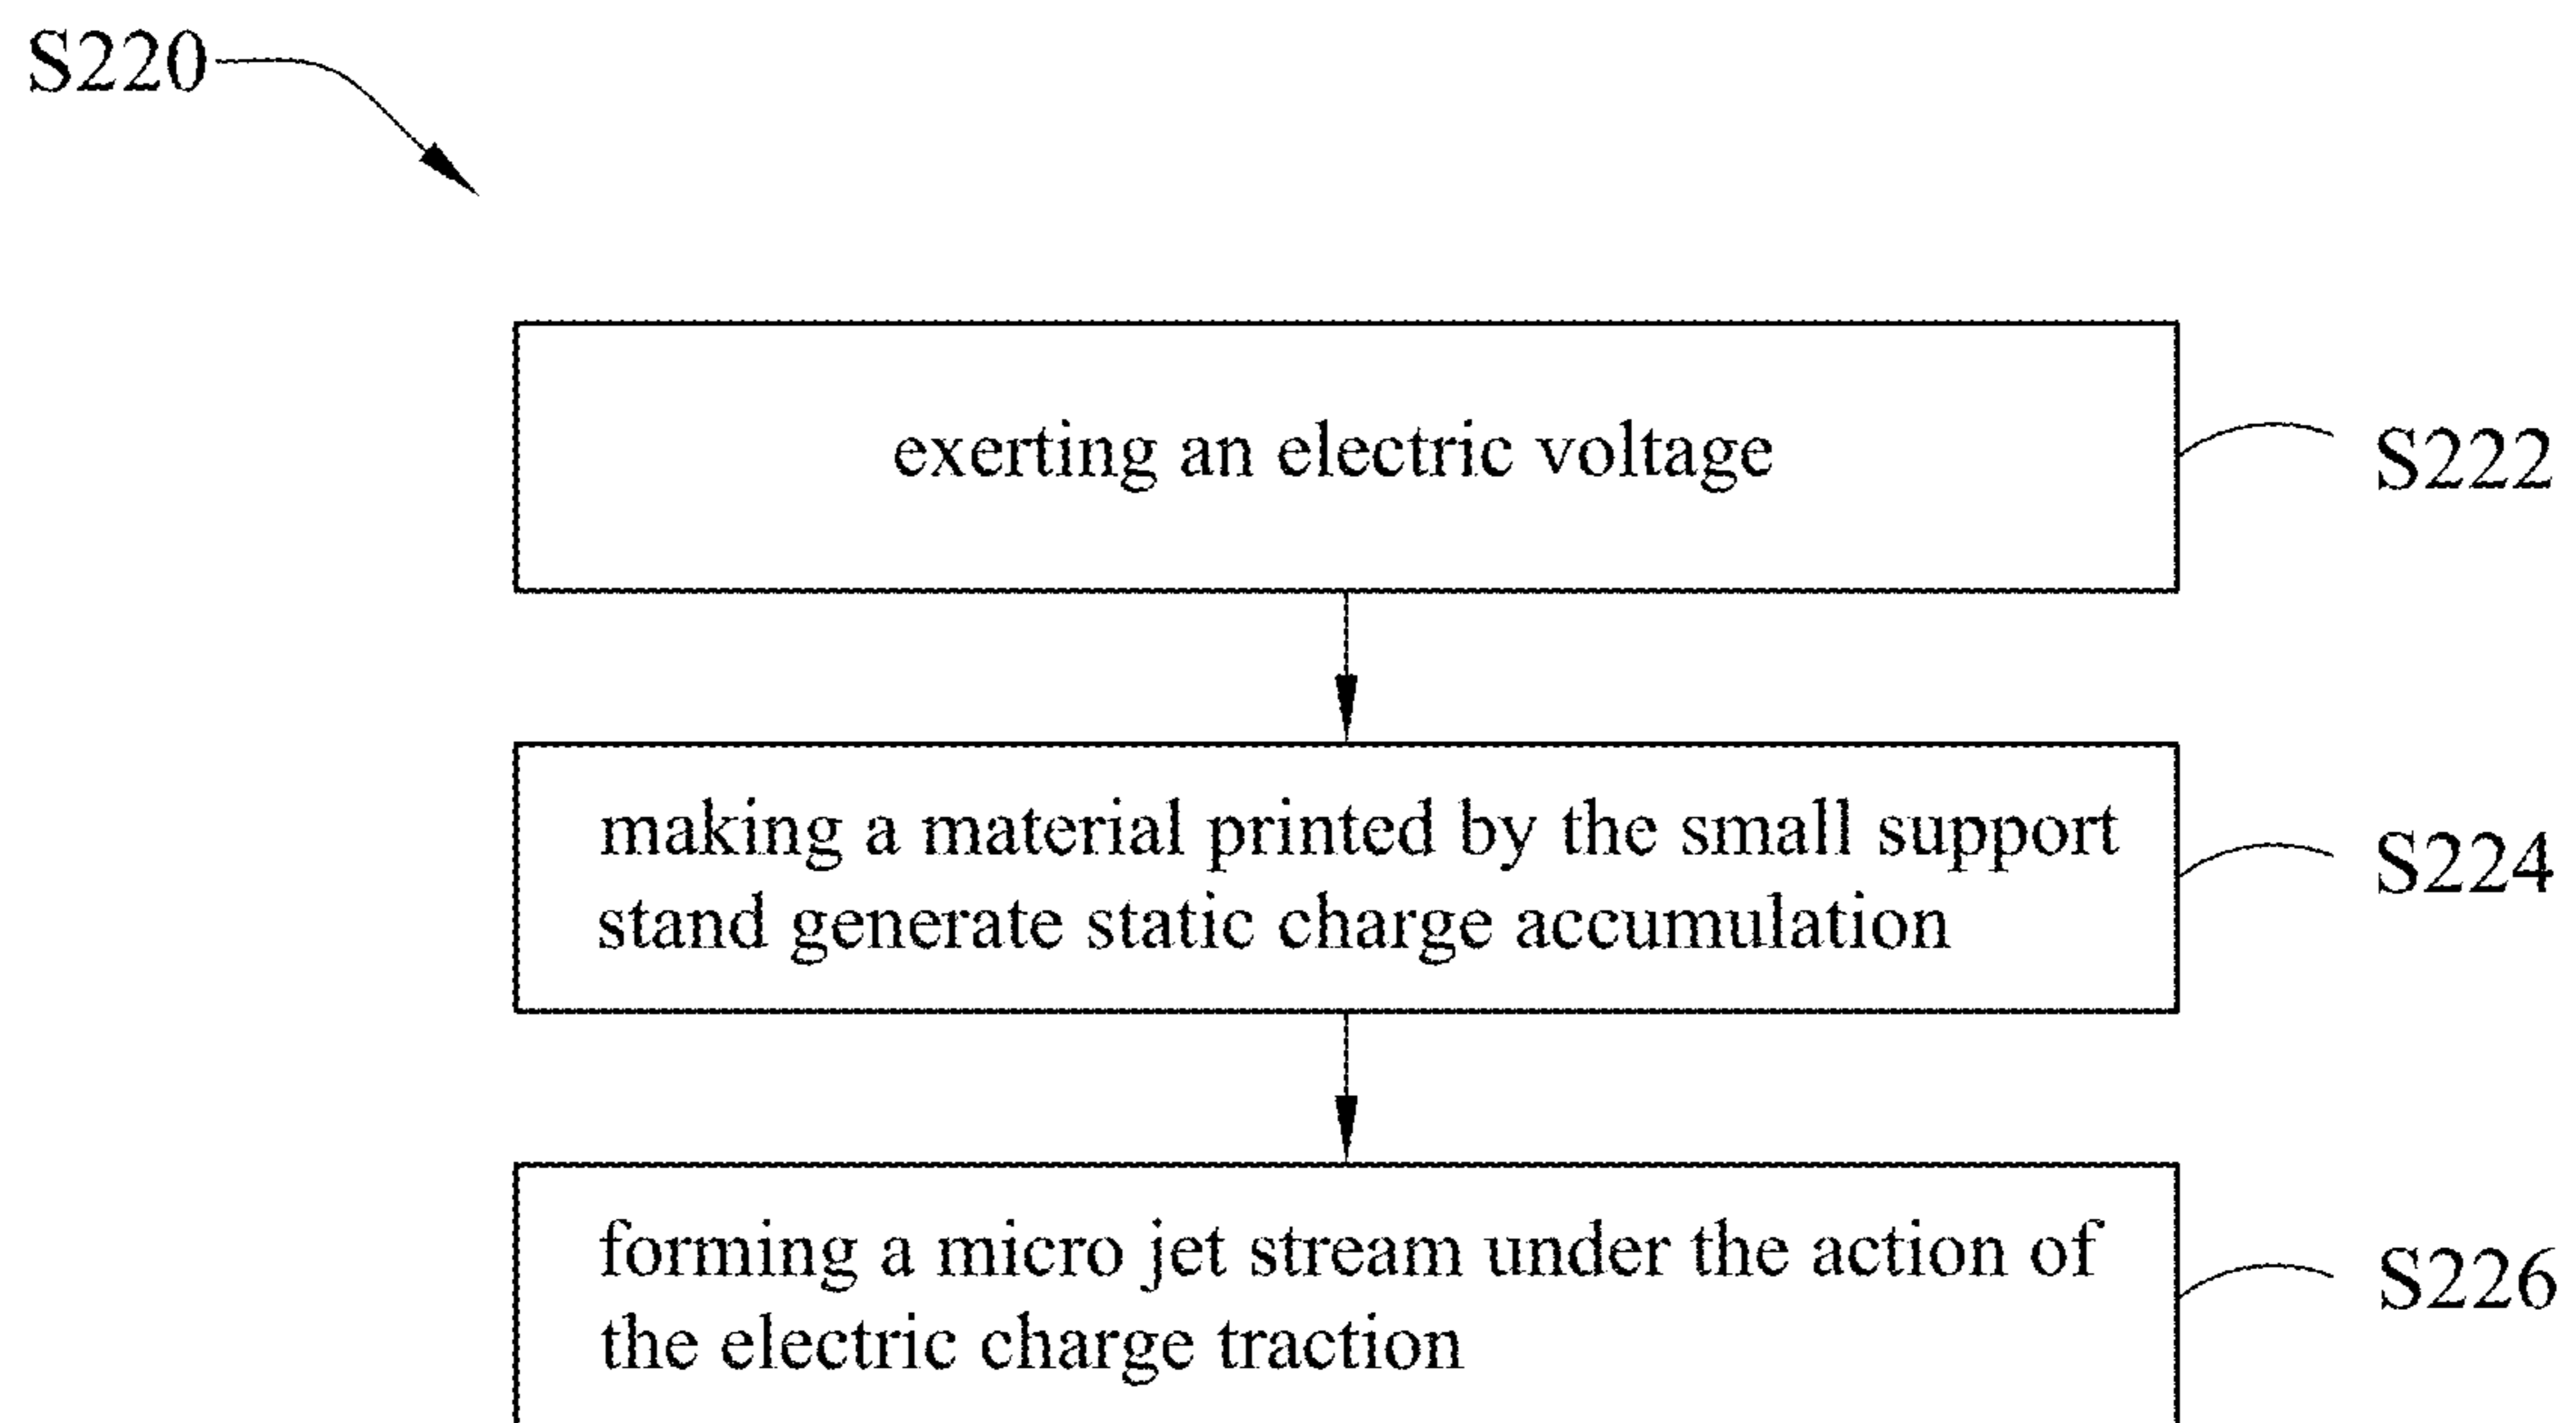 S220
exerting an electric voltage
S222
making a material printed by the small support
stand generate static charge accumulation
S224
forming a micro jet stream under the action of
the electric charge traction
S226